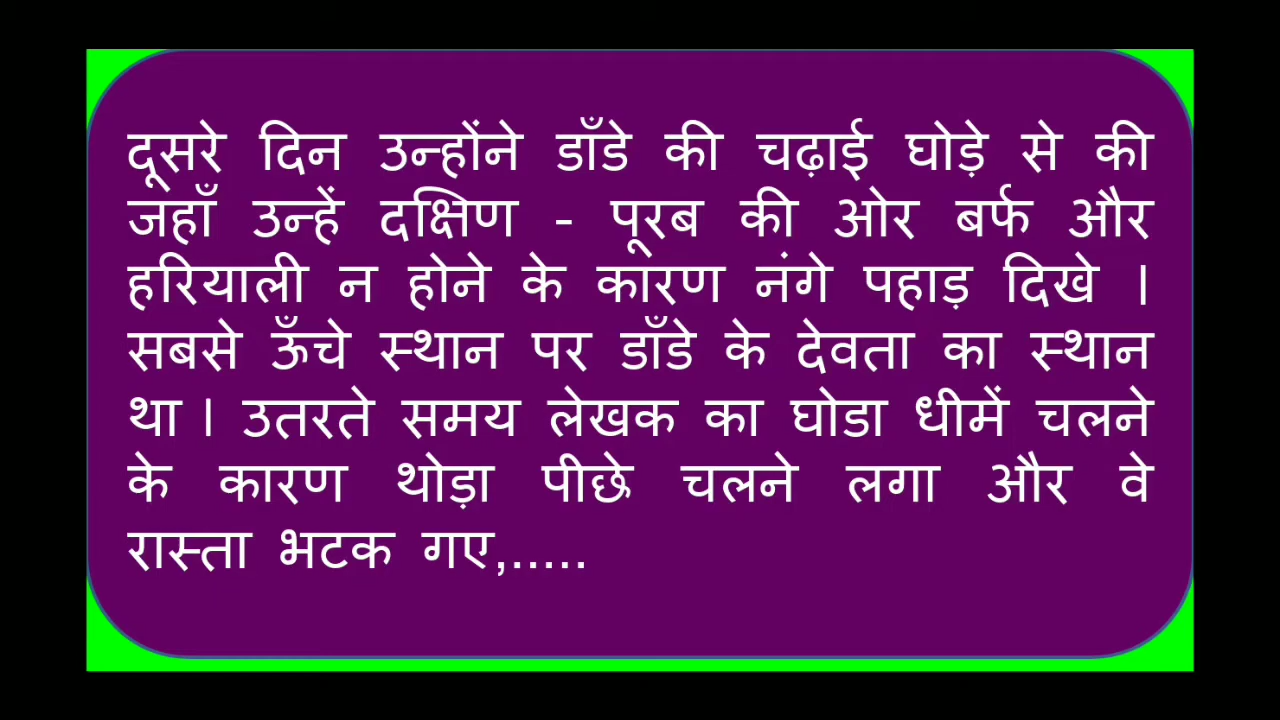 दूसरे दिन उन्होंने डाँडे की चढ़ाई घोड़े से की
जहाँ उन्हें दक्षिण - पूरब की ओर बर्फ और
हरियाली न होने के कारण नंगे पहाड़ दिखे ।
सबसे ऊँचे स्थान पर डाँडे के देवता का स्थान
था । उतरते समय लेखक का घोडा धीमें चलने
के कारण थोड़ा पीछे चलने लगा और वे
रास्ता भटक गए,.....